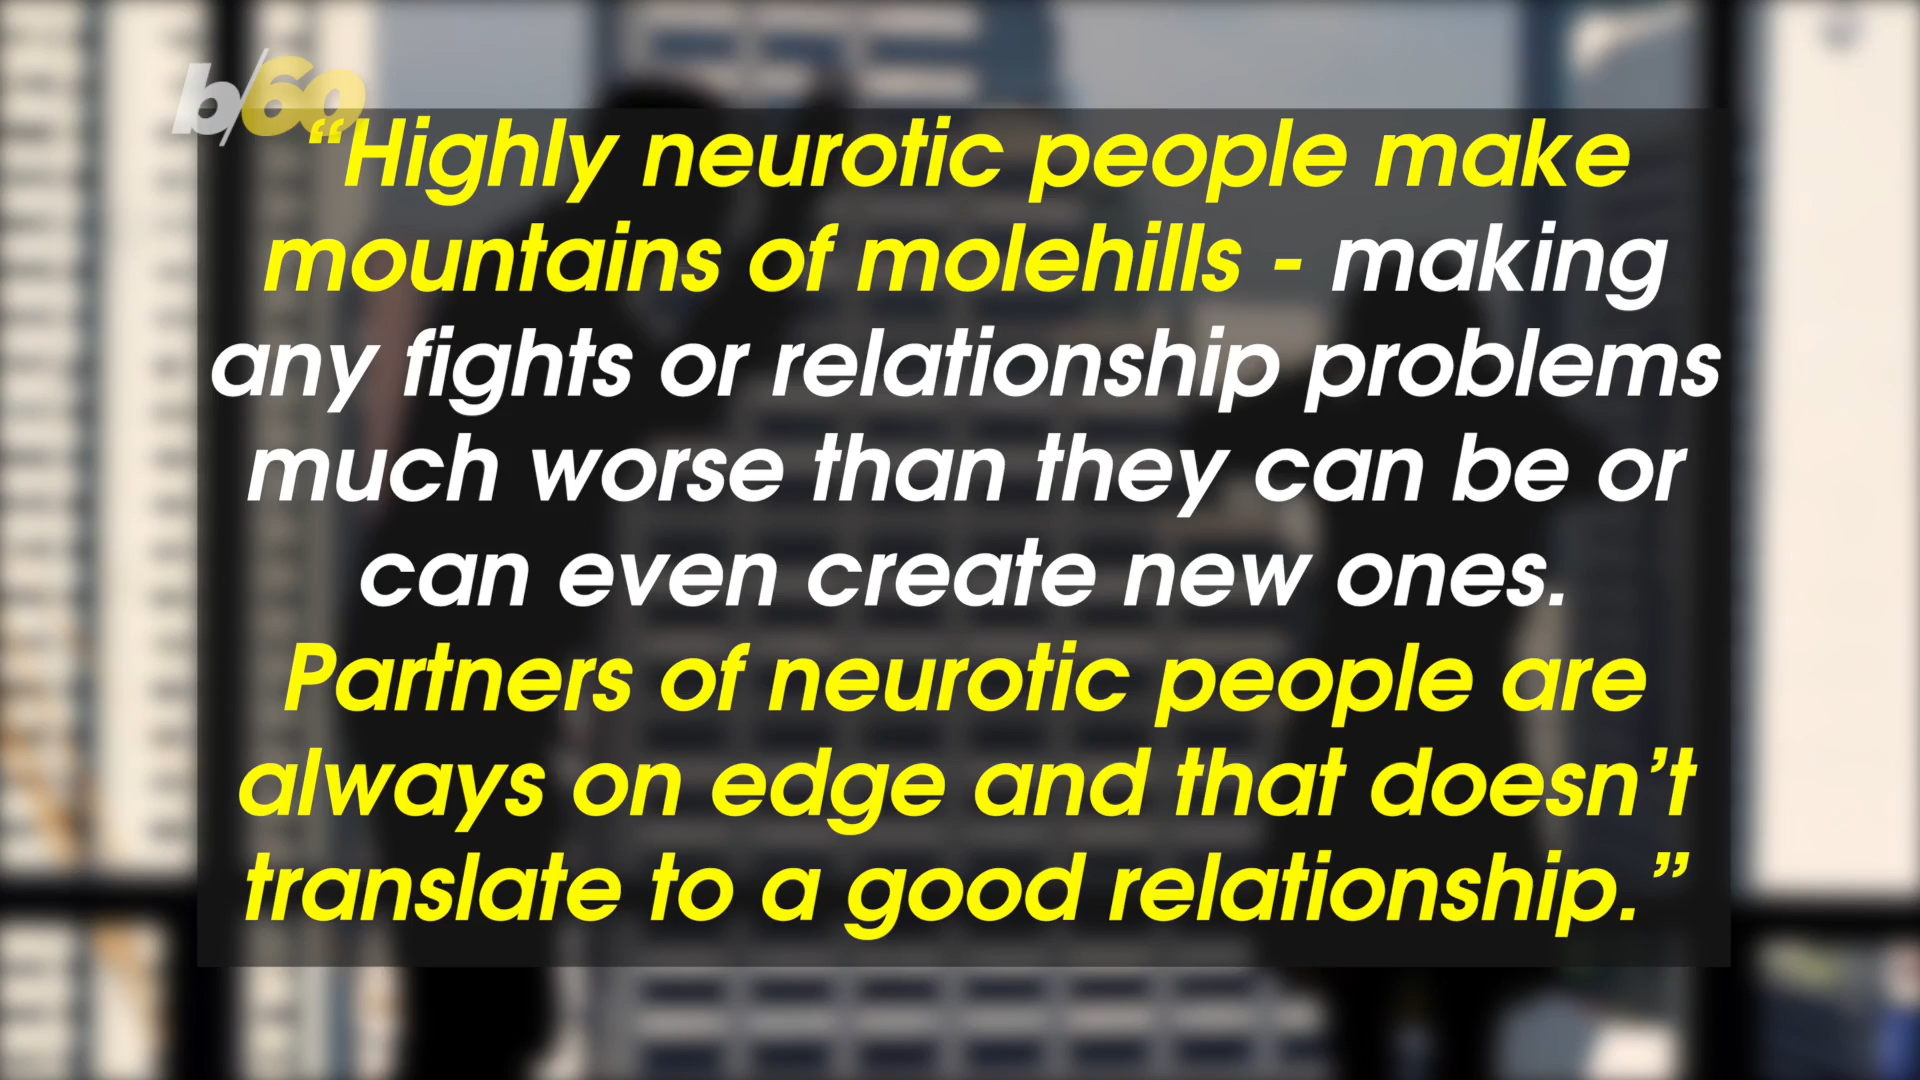 b/60
“Highly neurotic people make
mountains of molehills - making
any fights or relationship problems
much worse than they can be or
can even create new ones.
Partners of neurotic people are
always on edge and that doesn’t
translate to a good relationship.”